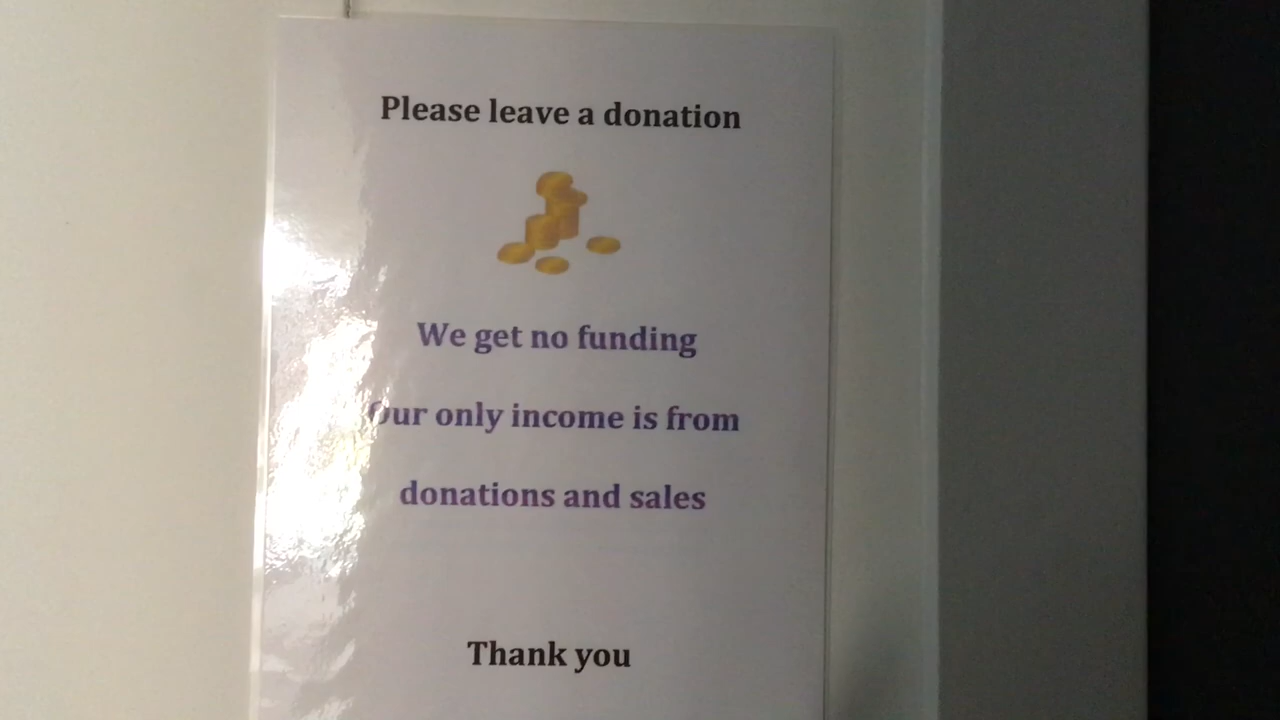 Please leave a donation
We get no funding
Our only income is from
donations and sales
Thank you